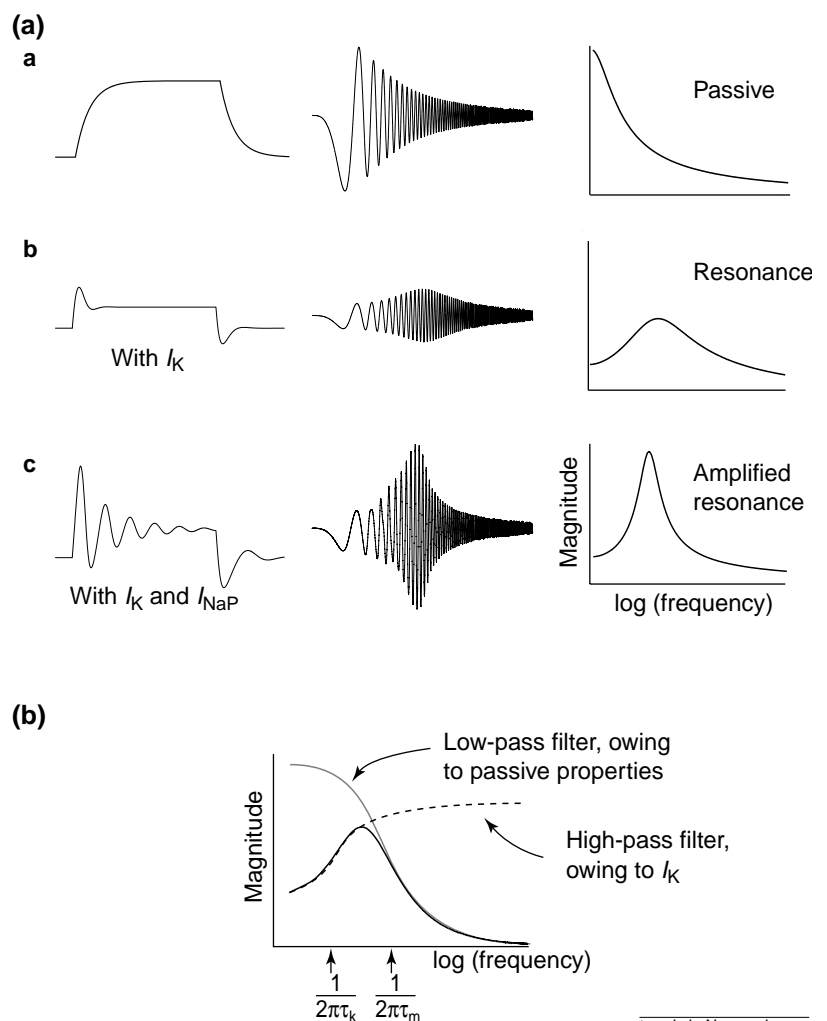 (a)
a
Passive
b
Resonance
With I_K
c
Amplified
resonance
Magnitude
With I_K and I_NaP
log (frequency)
(b)
Low-pass filter, owing
to passive properties
High-pass filter,
owing to I_K
Magnitude
log (frequency)
1
2πτ_k
1
2πτ_m